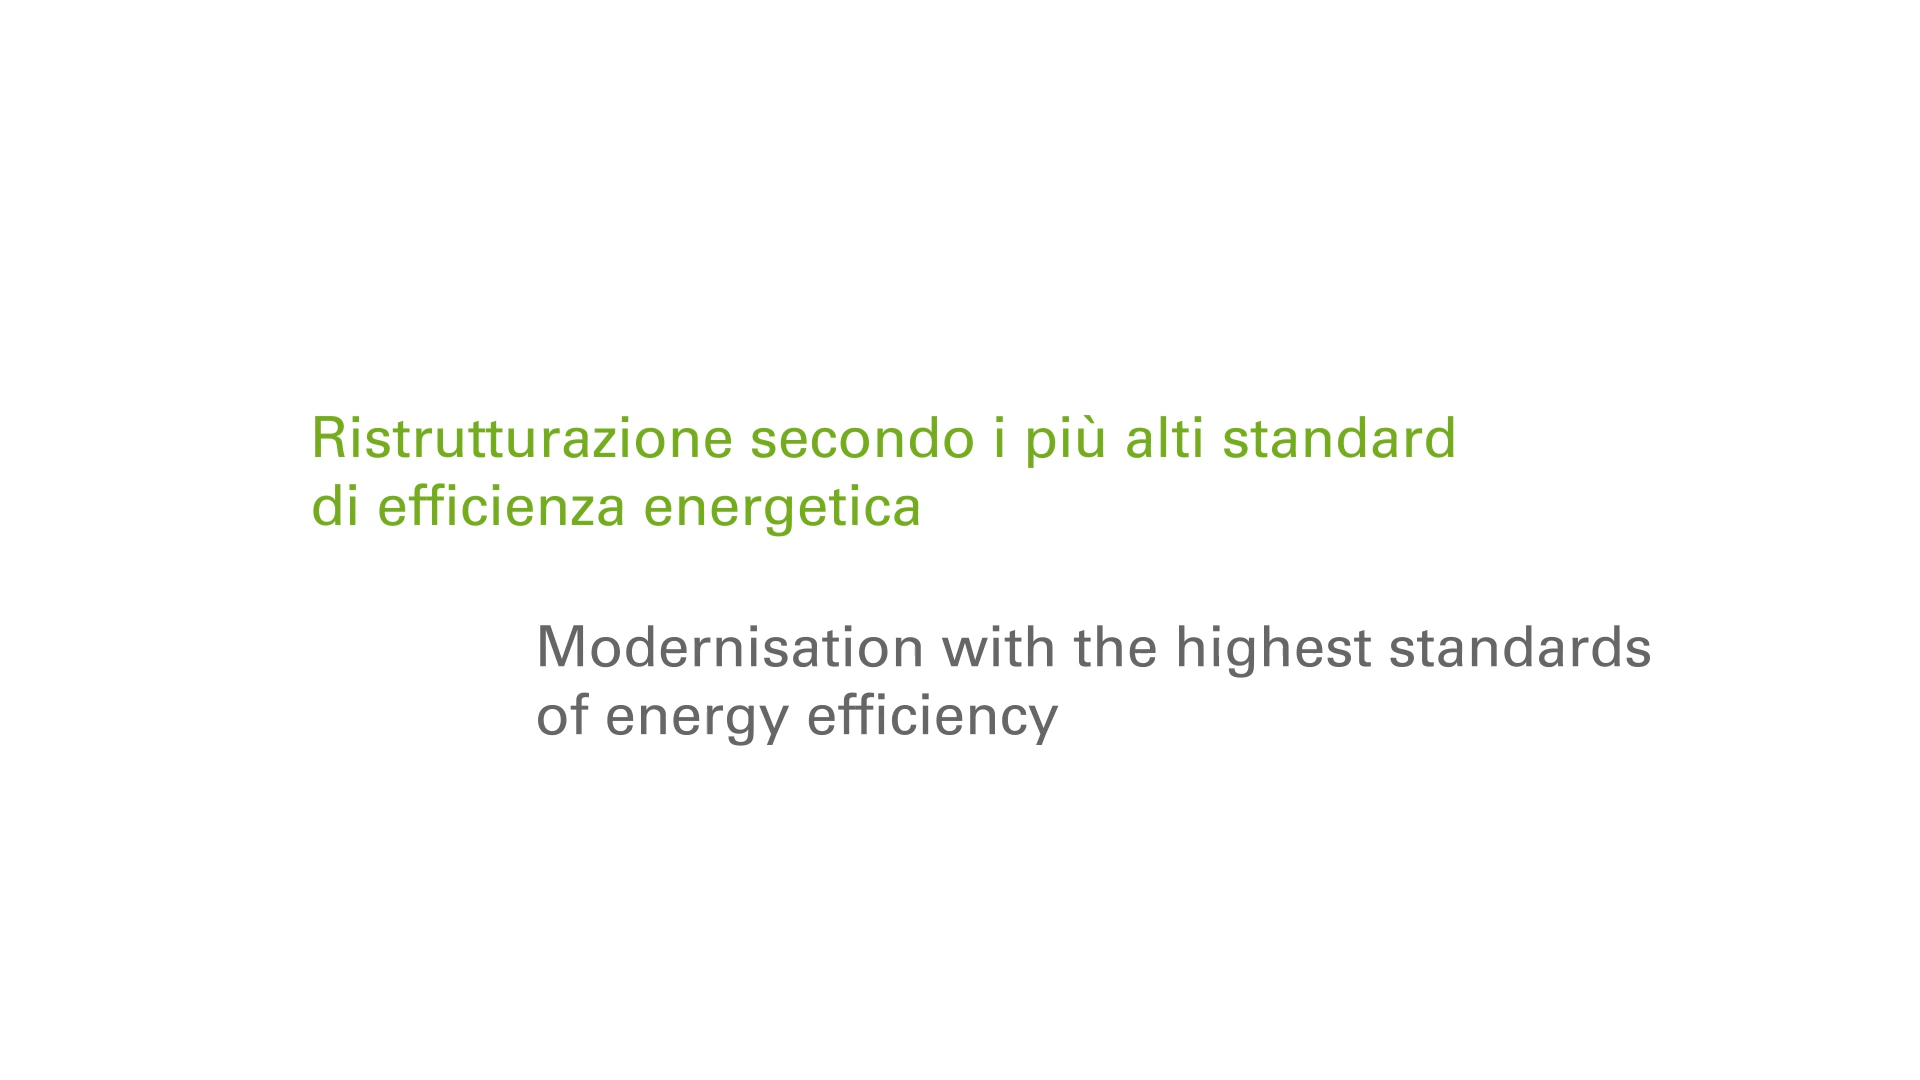 Ristrutturazione secondo i più alti standard
di efficienza energetica
Modernisation with the highest standards
of energy efficiency